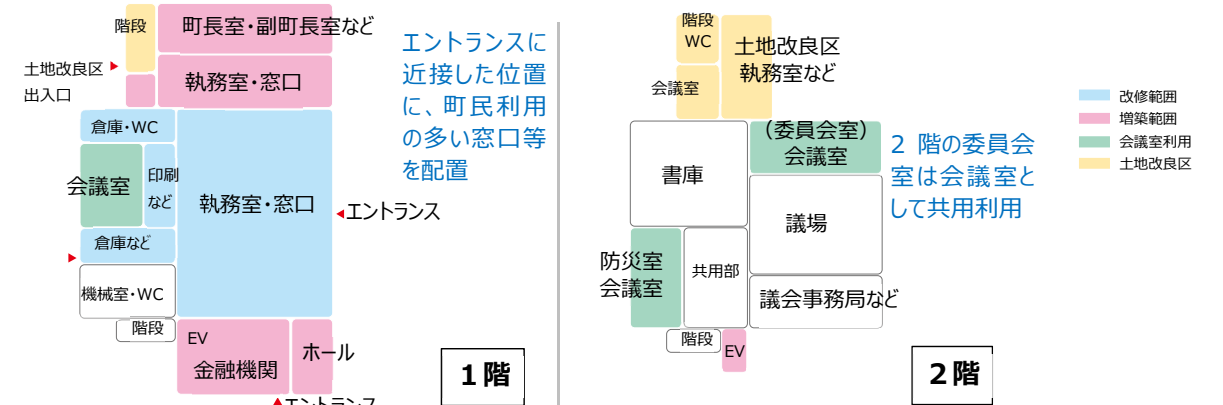 階段
町長室・副町長室など
土地改良区
出入口
執務室・窓口
倉庫・WC
会議室
印刷
など
執務室・窓口
エントランス
倉庫など
機械室・WC
階段
EV
金融機関
ホール
エントランス
エントランスに
近接した位置
に、町民利用
の多い窓口等
を配置
1階
階段
WC
土地改良区
執務室など
会議室
書庫
（委員会室）
会議室
議場
防災室
会議室
共用部
議会事務局など
階段
EV
2 階の委員会
室は会議室と
して共用利用
2階
改修範囲
増築範囲
会議室利用
土地改良区